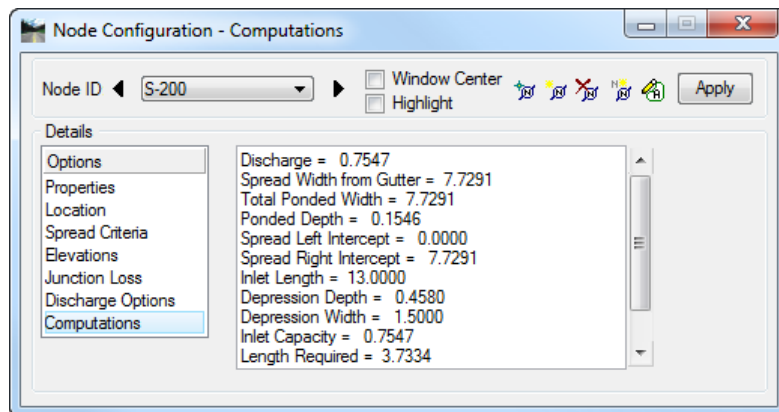 Node Configuration - Computations
Node ID
S-200
Window Center
Highlight
Apply
Details
Options
Properties
Location
Spread Criteria
Elevations
Junction Loss
Discharge Options
Computations
Discharge = 0.7547
Spread Width from Gutter = 7.7291
Total Ponded Width = 7.7291
Ponded Depth = 0.1546
Spread Left Intercept = 0.0000
Spread Right Intercept = 7.7291
Inlet Length = 13.0000
Depression Depth = 0.4580
Depression Width = 1.5000
Inlet Capacity = 0.7547
Length Required = 3.7334